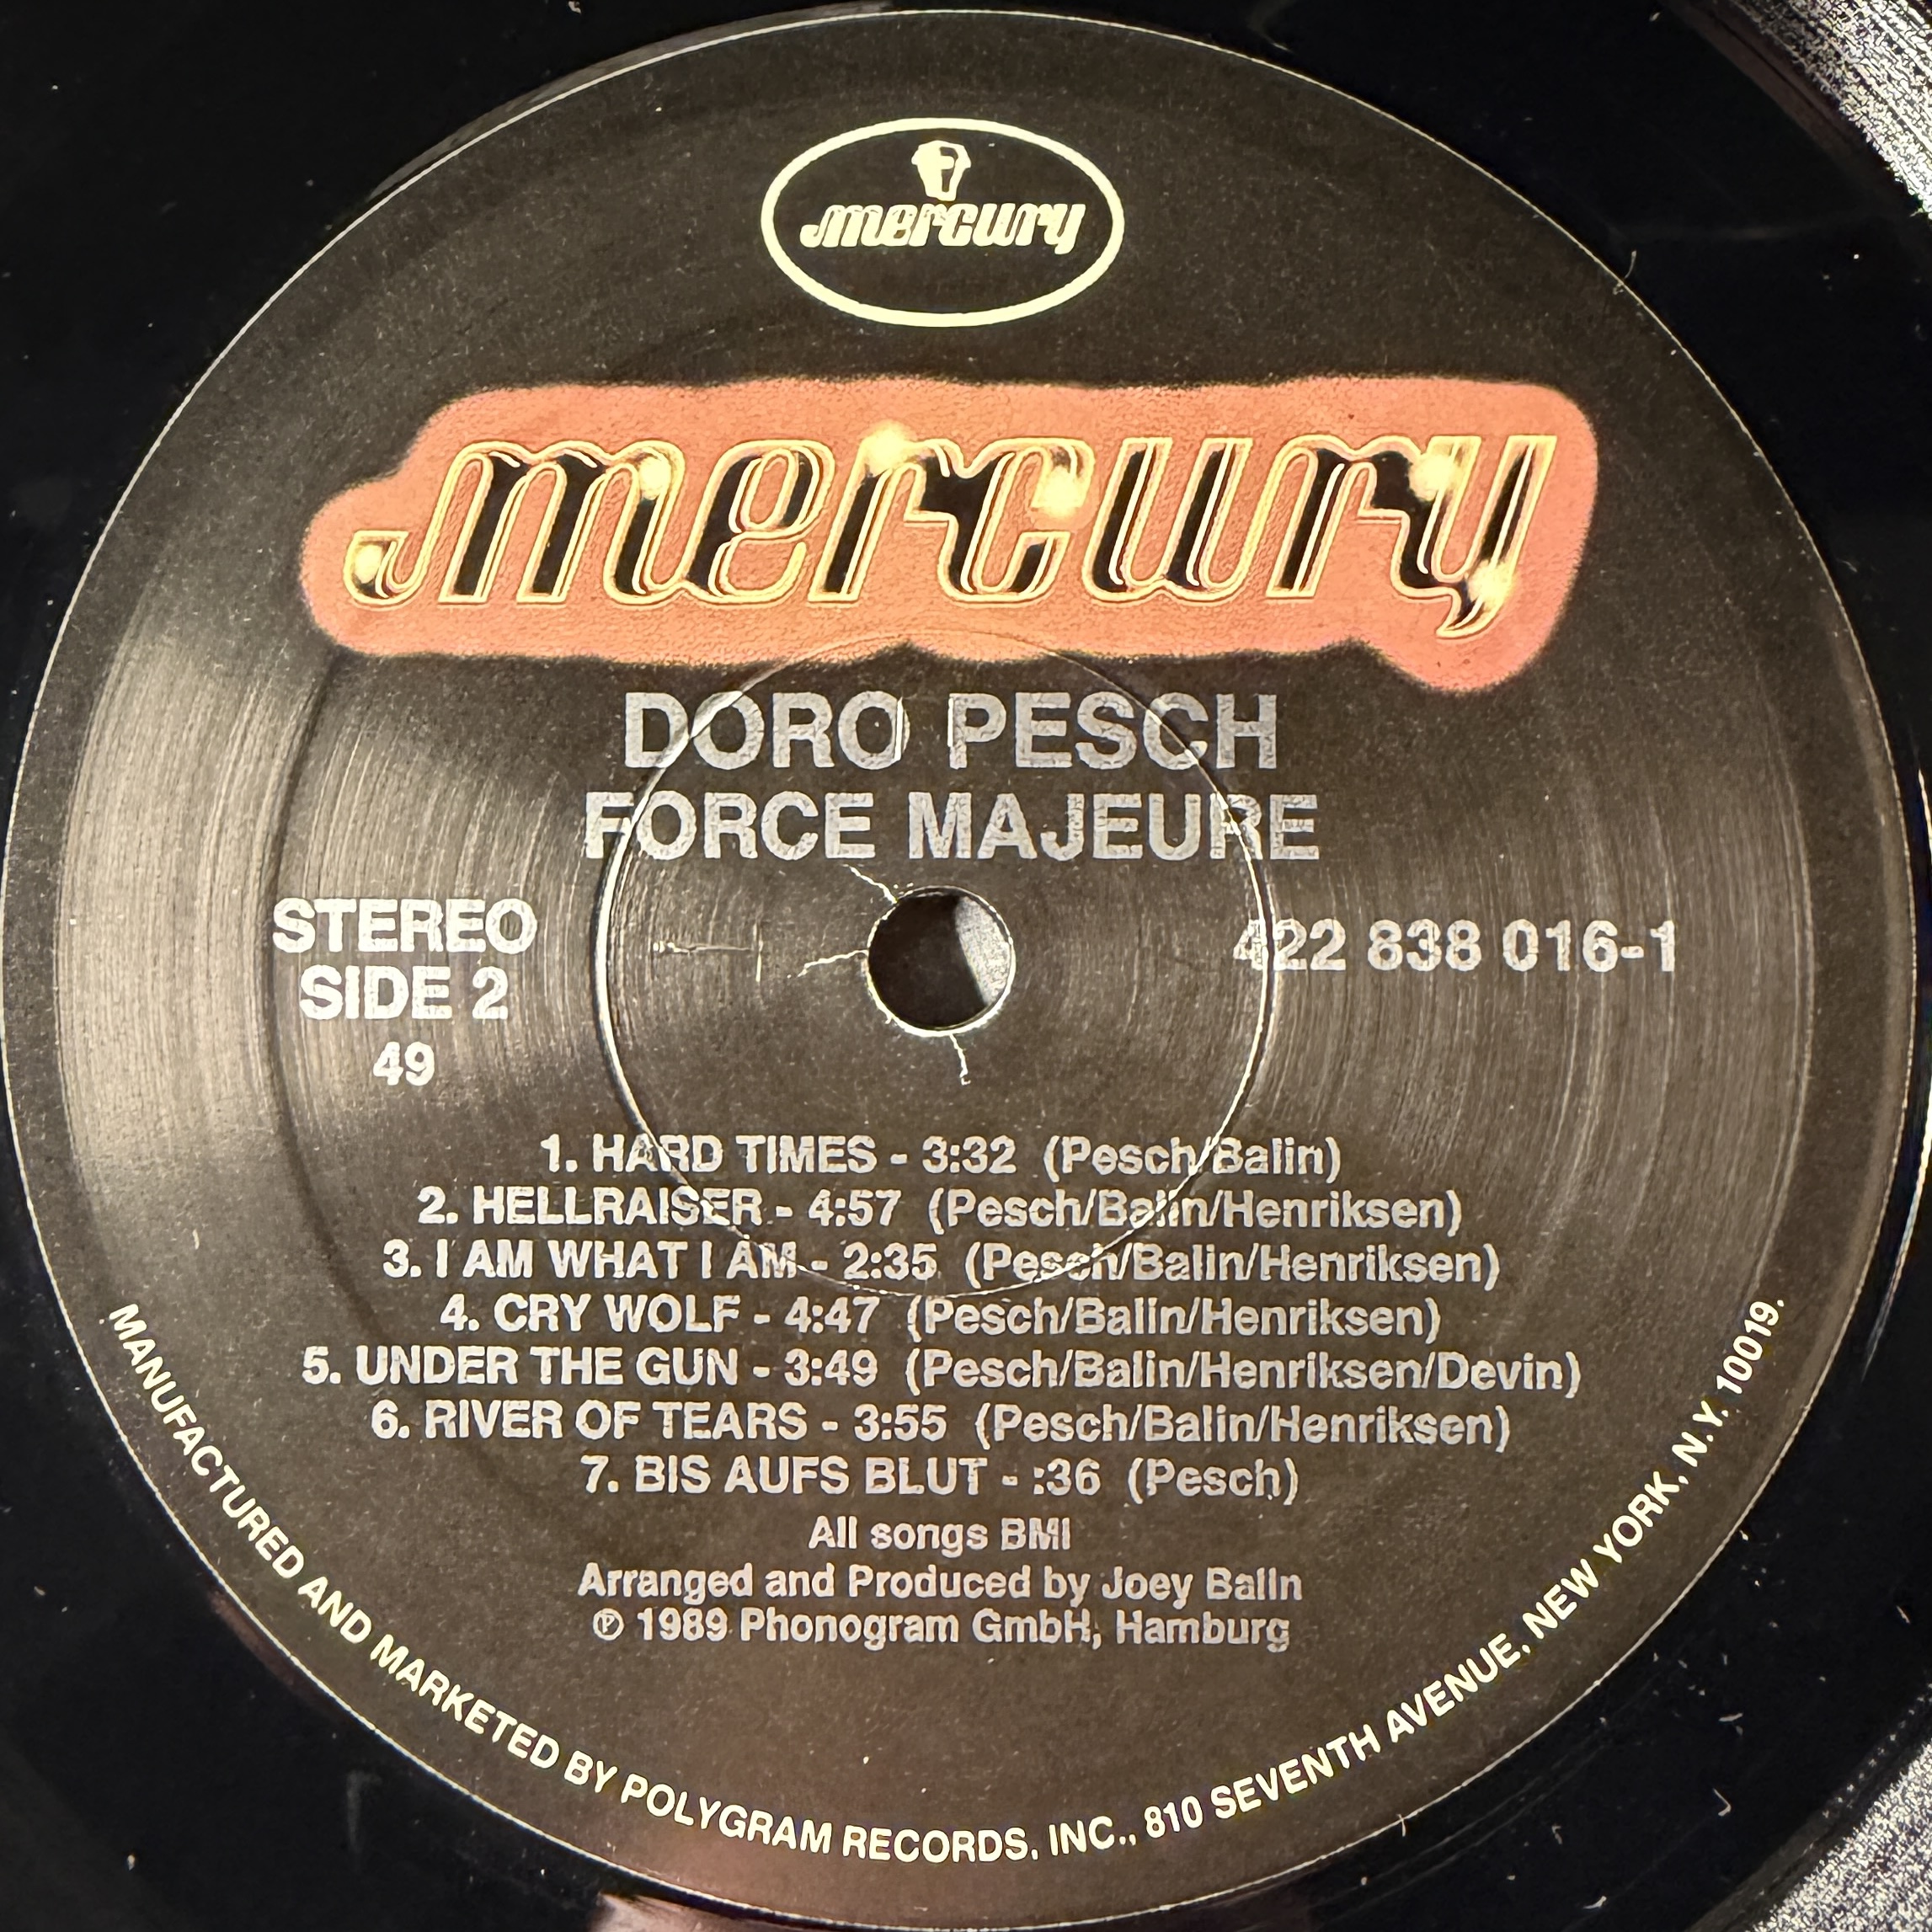 mercury
mercury
DORO PESCH
FORCE MAJEURE
STEREO
SIDE 2
49
422 838 016-1
1. HARD TIMES - 3:32 (Pesch/Balin)
2. HELLRAISER - 4:57 (Pesch/Balin/Henriksen)
3. I AM WHAT I AM - 2:35 (Pesch/Balin/Henriksen)
4. CRY WOLF - 4:47 (Pesch/Balin/Henriksen)
5. UNDER THE GUN - 3:49 (Pesch/Balin/Henriksen/Devin)
6. RIVER OF TEARS - 3:55 (Pesch/Balin/Henriksen)
7. BIS AUFS BLUT - :36 (Pesch)
All songs BMI
Arranged and Produced by Joey Balin
℗ 1989 Phonogram GmbH, Hamburg
MANUFACTURED AND MARKETED BY POLYGRAM RECORDS, INC., 810 SEVENTH AVENUE, NEW YORK, N.Y. 10019.